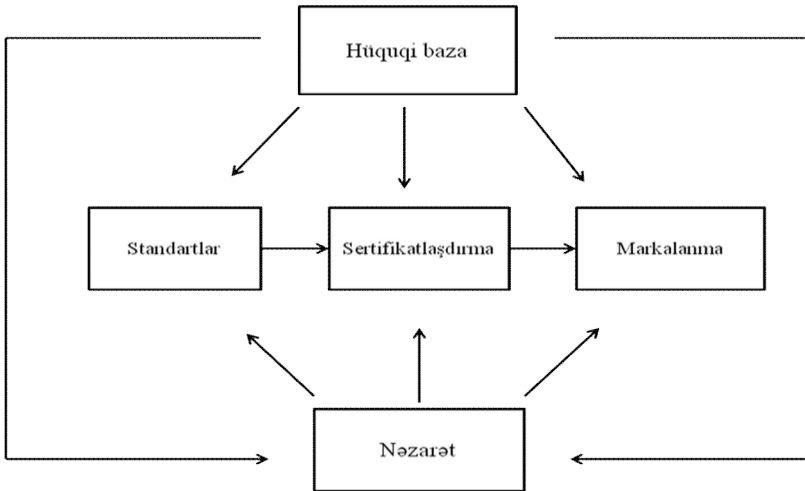 Hüquqi baza
Standartlar
Sertifikatlaşdırma
Markalanma
Nəzarət